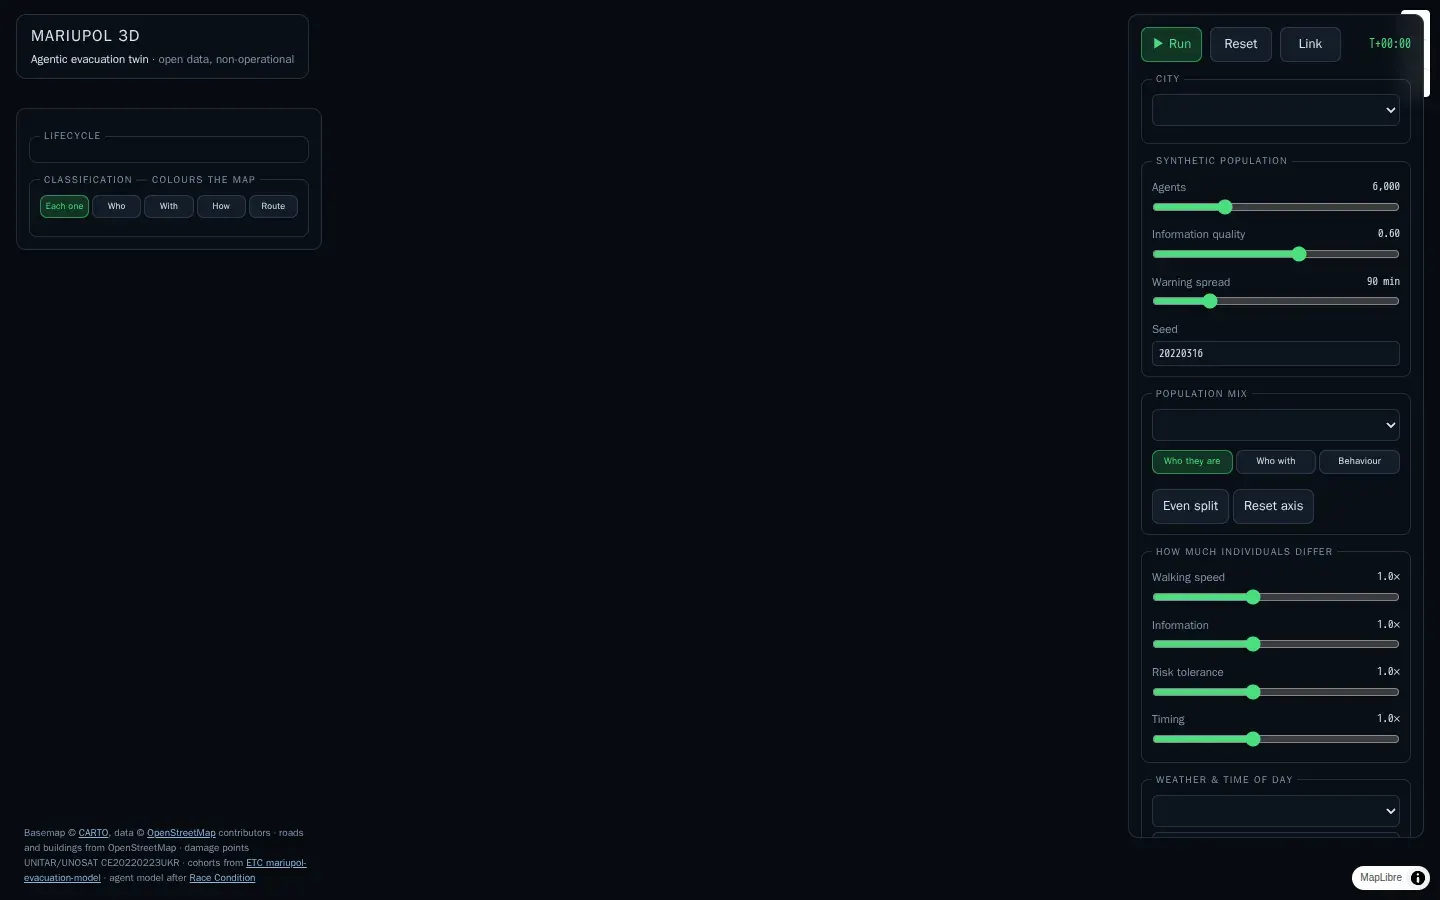 MARIUPOL 3D
Agentic evacuation twin · open data, non-operational
LIFECYCLE
CLASSIFICATION — COLOURS THE MAP
Each one
Who
With
How
Route
Basemap © CARTO, data © OpenStreetMap contributors · roads
and buildings from OpenStreetMap · damage points
UNITAR/UNOSAT CE20220223UKR · cohorts from ETC mariupol-
evacuation-model · agent model after Race Condition
▶ Run
Reset
Link
T+00:00
CITY
SYNTHETIC POPULATION
Agents 6,000
Information quality 0.60
Warning spread 90 min
Seed
20220316
POPULATION MIX
Who they are
Who with
Behaviour
Even split
Reset axis
HOW MUCH INDIVIDUALS DIFFER
Walking speed 1.0×
Information 1.0×
Risk tolerance 1.0×
Timing 1.0×
WEATHER & TIME OF DAY
MapLibre